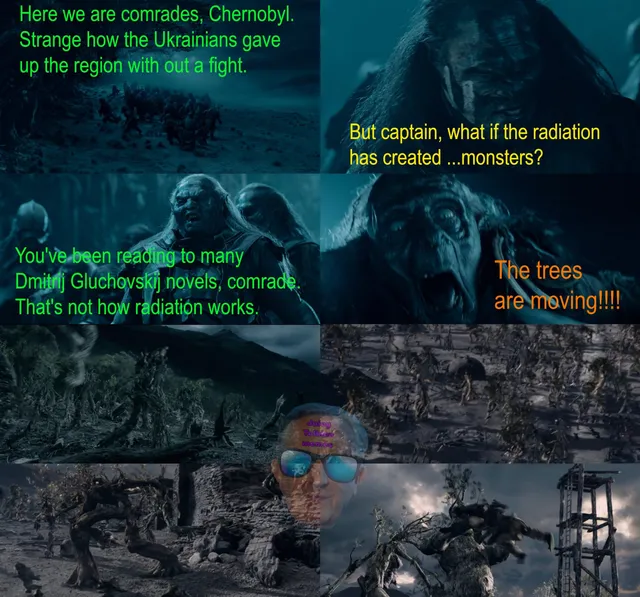 Here we are comrades, Chernobyl.
Strange how the Ukrainians gave
up the region with out a fight.
But captain, what if the radiation
has created ...monsters?
You've been reading to many
Dmitrij Gluchovskij novels, comrade.
That's not how radiation works.
The trees
are moving!!!!